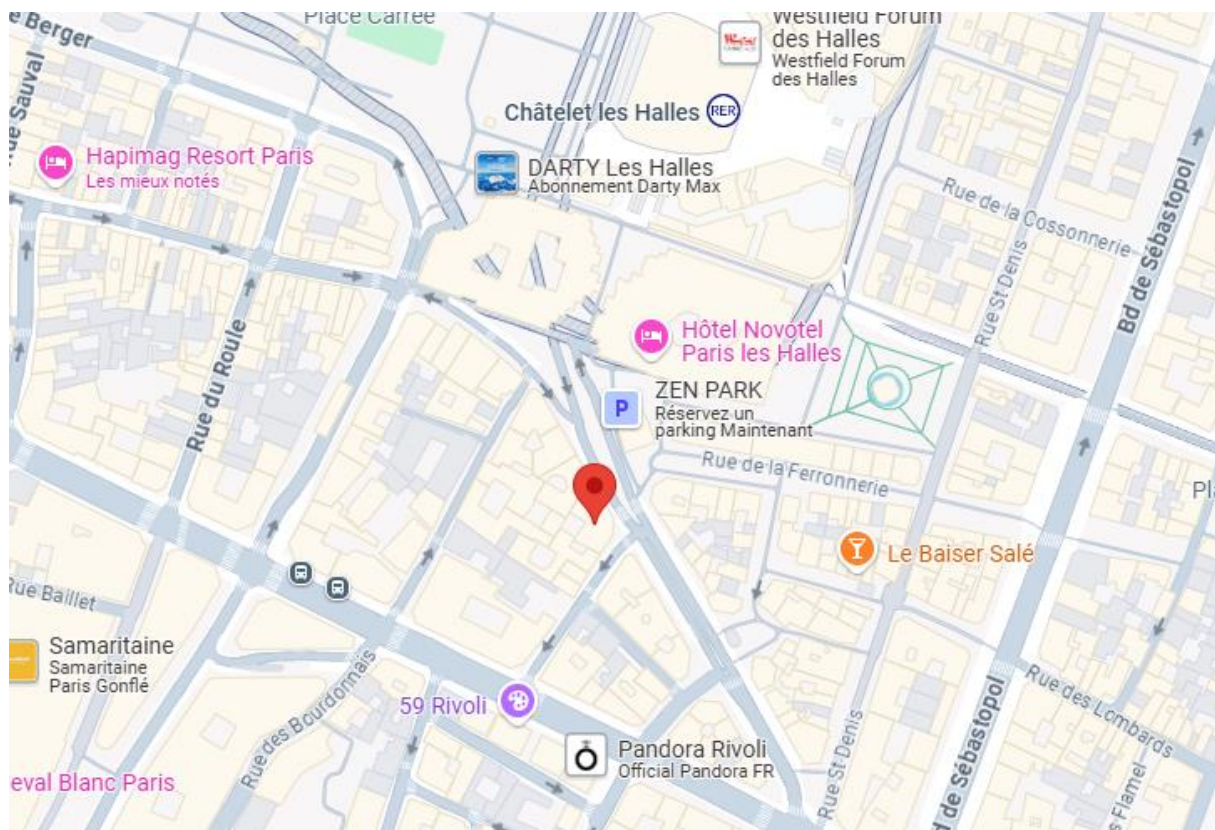 Place Carrée
Berger
Westfield Forum
des Halles
Westfield Forum
des Halles
Sauval
Châtelet les Halles RER
Hapimag Resort Paris
Les mieux notés
DARTY Les Halles
Abonnement Darty Max
Rue de la Cossonnerie
Bd de Sébastopol
Rue St Denis
Rue du Roule
Hôtel Novotel
Paris les Halles
P
ZEN PARK
Réservez un
parking Maintenant
Rue de la Ferronnerie
Pl
Le Baiser Salé
Rue Baillet
Samaritaine
Samaritaine
Paris Gonflé
Rue des Bourdonnais
59 Rivoli
Rue des Lombards
Pandora Rivoli
Official Pandora FR
Rue St Denis
d de Sébastopol
s Flamel
eval Blanc Paris